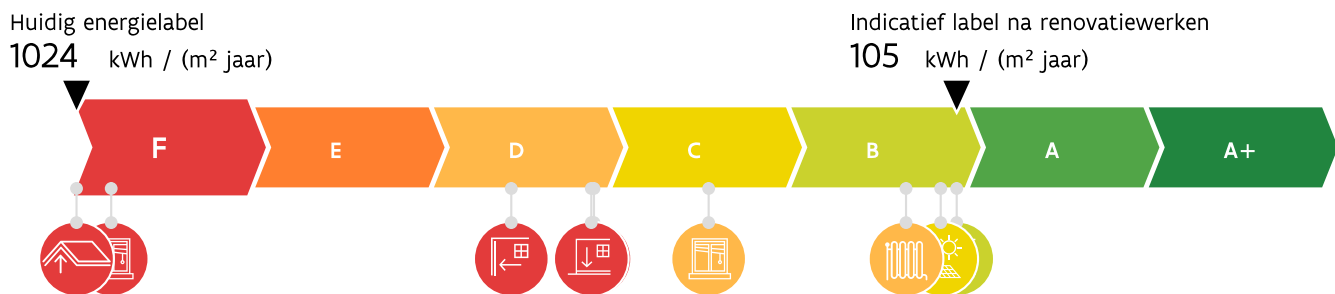 Huidig energielabel
1024 kWh / (m² jaar)
Indicatief label na renovatiewerken
105 kWh / (m² jaar)
F E D C B A A+